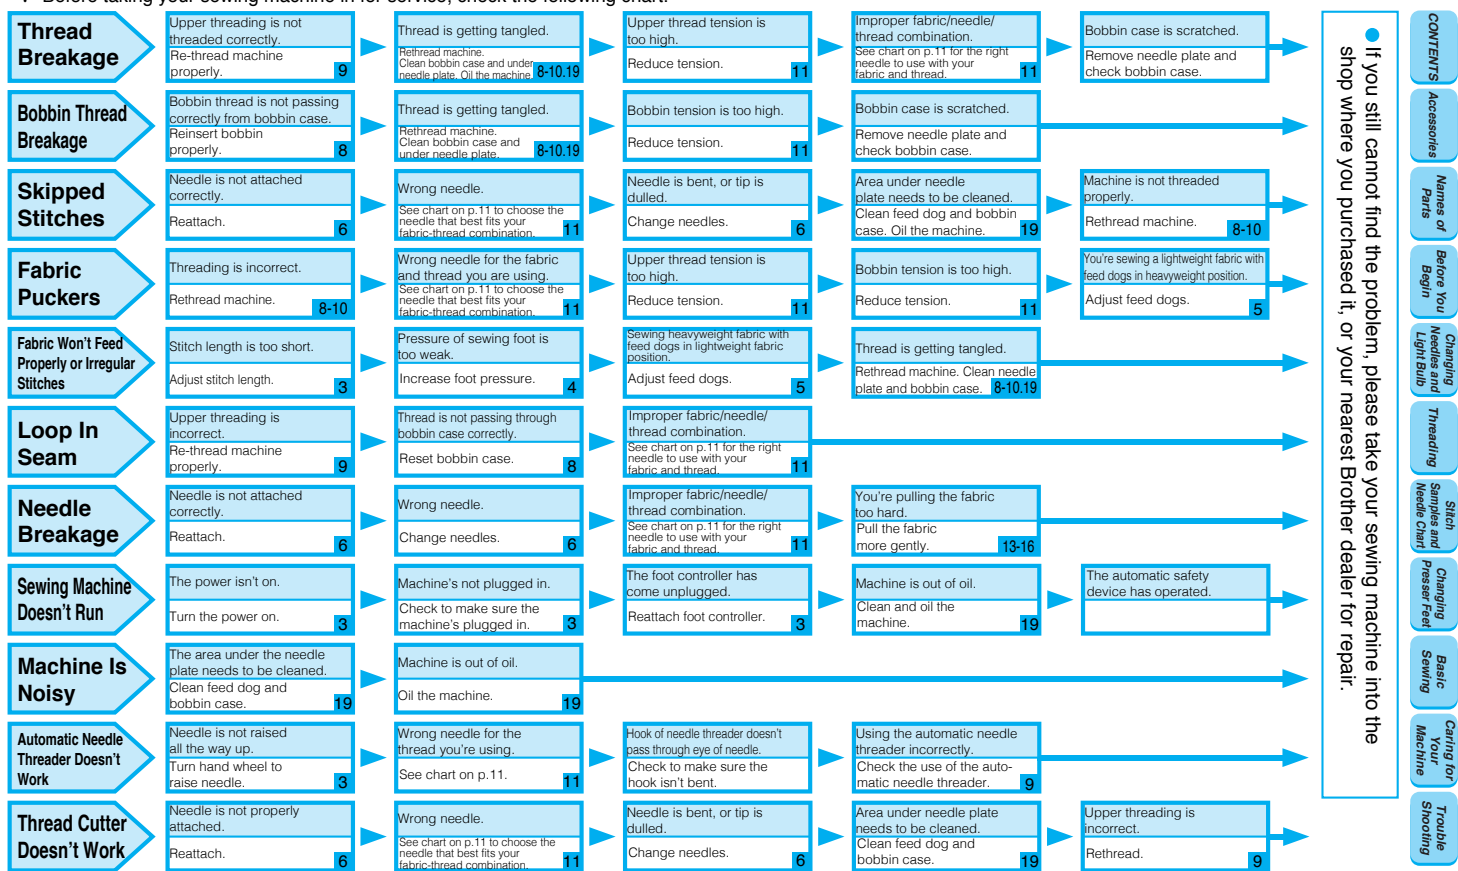 Before taking your sewing machine in for service, check the following chart.
Thread
Breakage
Upper threading is not
threaded correctly.
Re-thread machine
properly.
9
Thread is getting tangled.
Rethread machine.
Clean bobbin case and under
needle plate. Oil the machine.
8-10.19
Upper thread tension is
too high.
Reduce tension.
11
Improper fabric/needle/
thread combination.
See chart on p.11 for the right
needle to use with your
fabric and thread.
11
Bobbin case is scratched.
Remove needle plate and
check bobbin case.
Bobbin Thread
Breakage
Bobbin thread is not passing
correctly from bobbin case.
Reinsert bobbin
properly.
8
Thread is getting tangled.
Rethread machine.
Clean bobbin case and
under needle plate.
8-10.19
Bobbin tension is too high.
Reduce tension.
11
Bobbin case is scratched.
Remove needle plate and
check bobbin case.
Skipped
Stitches
Needle is not attached
correctly.
Reattach.
6
Wrong needle.
See chart on p.11 to choose the
needle that best fits your
fabric-thread combination.
11
Needle is bent, or tip is
dulled.
Change needles.
6
Area under needle
plate needs to be cleaned.
Clean feed dog and bobbin
case. Oil the machine.
19
Machine is not threaded
properly.
Rethread machine.
8-10
Fabric
Puckers
Threading is incorrect.
Rethread machine.
8-10
Wrong needle for the fabric
and thread you are using.
See chart on p.11 to choose the
needle that best fits your
fabric-thread combination.
11
Upper thread tension is
too high.
Reduce tension.
11
Bobbin tension is too high.
Reduce tension.
11
You're sewing a lightweight fabric with
feed dogs in heavyweight position.
Adjust feed dogs.
5
Fabric Won't Feed
Properly or Irregular
Stitches
Stitch length is too short.
Adjust stitch length.
3
Pressure of sewing foot is
too weak.
Increase foot pressure.
4
Sewing heavyweight fabric with
feed dogs in lightweight fabric
position.
Adjust feed dogs.
5
Thread is getting tangled.
Rethread machine. Clean needle
plate and bobbin case.
8-10.19
Loop In
Seam
Upper threading is
incorrect.
Re-thread machine
properly.
9
Thread is not passing through
bobbin case correctly.
Reset bobbin case.
8
Improper fabric/needle/
thread combination.
See chart on p.11 for the right
needle to use with your
fabric and thread.
11
Needle
Breakage
Needle is not attached
correctly.
Reattach.
6
Wrong needle.
Change needles.
6
Improper fabric/needle/
thread combination.
See chart on p.11 for the right
needle to use with your
fabric and thread.
11
You're pulling the fabric
too hard.
Pull the fabric
more gently.
13-16
Sewing Machine
Doesn't Run
The power isn't on.
Turn the power on.
3
Machine's not plugged in.
Check to make sure the
machine's plugged in.
3
The foot controller has
come unplugged.
Reattach foot controller.
3
Machine is out of oil.
Clean and oil the
machine.
19
The automatic safety
device has operated.
Machine Is
Noisy
The area under the needle
plate needs to be cleaned.
Clean feed dog and
bobbin case.
19
Machine is out of oil.
Oil the machine.
19
Automatic Needle
Threader Doesn't
Work
Needle is not raised
all the way up.
Turn hand wheel to
raise needle.
3
Wrong needle for the
thread you're using.
See chart on p.11.
11
Hook of needle threader doesn't
pass through eye of needle.
Check to make sure the
hook isn't bent.
Using the automatic needle
threader incorrectly.
Check the use of the auto-
matic needle threader.
9
Thread Cutter
Doesn't Work
Needle is not properly
attached.
Reattach.
6
Wrong needle.
See chart on p.11 to choose the
needle that best fits your
fabric-thread combination.
11
Needle is bent, or tip is
dulled.
Change needles.
6
Area under needle plate
needs to be cleaned.
Clean feed dog and
bobbin case.
19
Upper threading is
incorrect.
Rethread.
9
● If you still cannot find the problem, please take your sewing machine into the
shop where you purchased it, or your nearest Brother dealer for repair.
CONTENTS
Accessories
Names of
Parts
Before You
Begin
Changing
Needles and
Light Bulb
Threading
Stitch
Samples and
Needle Chart
Changing
Presser Feet
Basic
Sewing
Caring for
Your
Machine
Trouble
Shooting